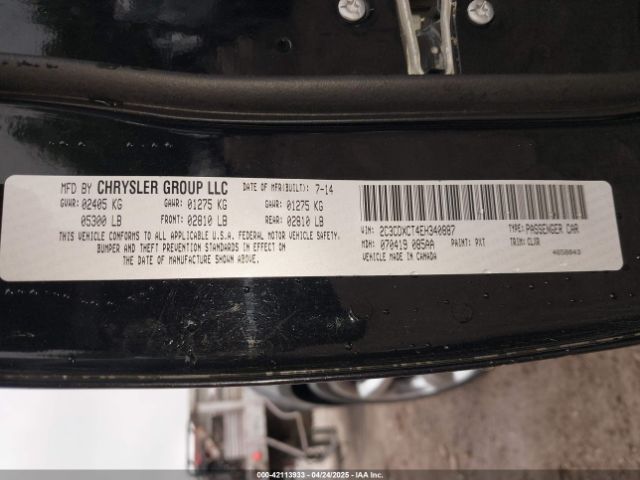 MFD BY CHRYSLER GROUP LLC DATE OF MFR(BUILT): 7-14
GVWR: 02405 KG GAWR: 01275 KG GAWR: 01275 KG
05300 LB FRONT: 02810 LB REAR: 02810 LB
THIS VEHICLE CONFORMS TO ALL APPLICABLE U.S.A. FEDERAL MOTOR VEHICLE SAFETY,
BUMPER AND THEFT PREVENTION STANDARDS IN EFFECT ON
THE DATE OF MANUFACTURE SHOWN ABOVE.
VIN: 2C3CDXCT4EH340887 TYPE: PASSENGER CAR
MDH: 070419 085AA PAINT: PXT TRIM: CLX9
VEHICLE MADE IN CANADA
000-42113933 - 04/24/2025 - IAA Inc.